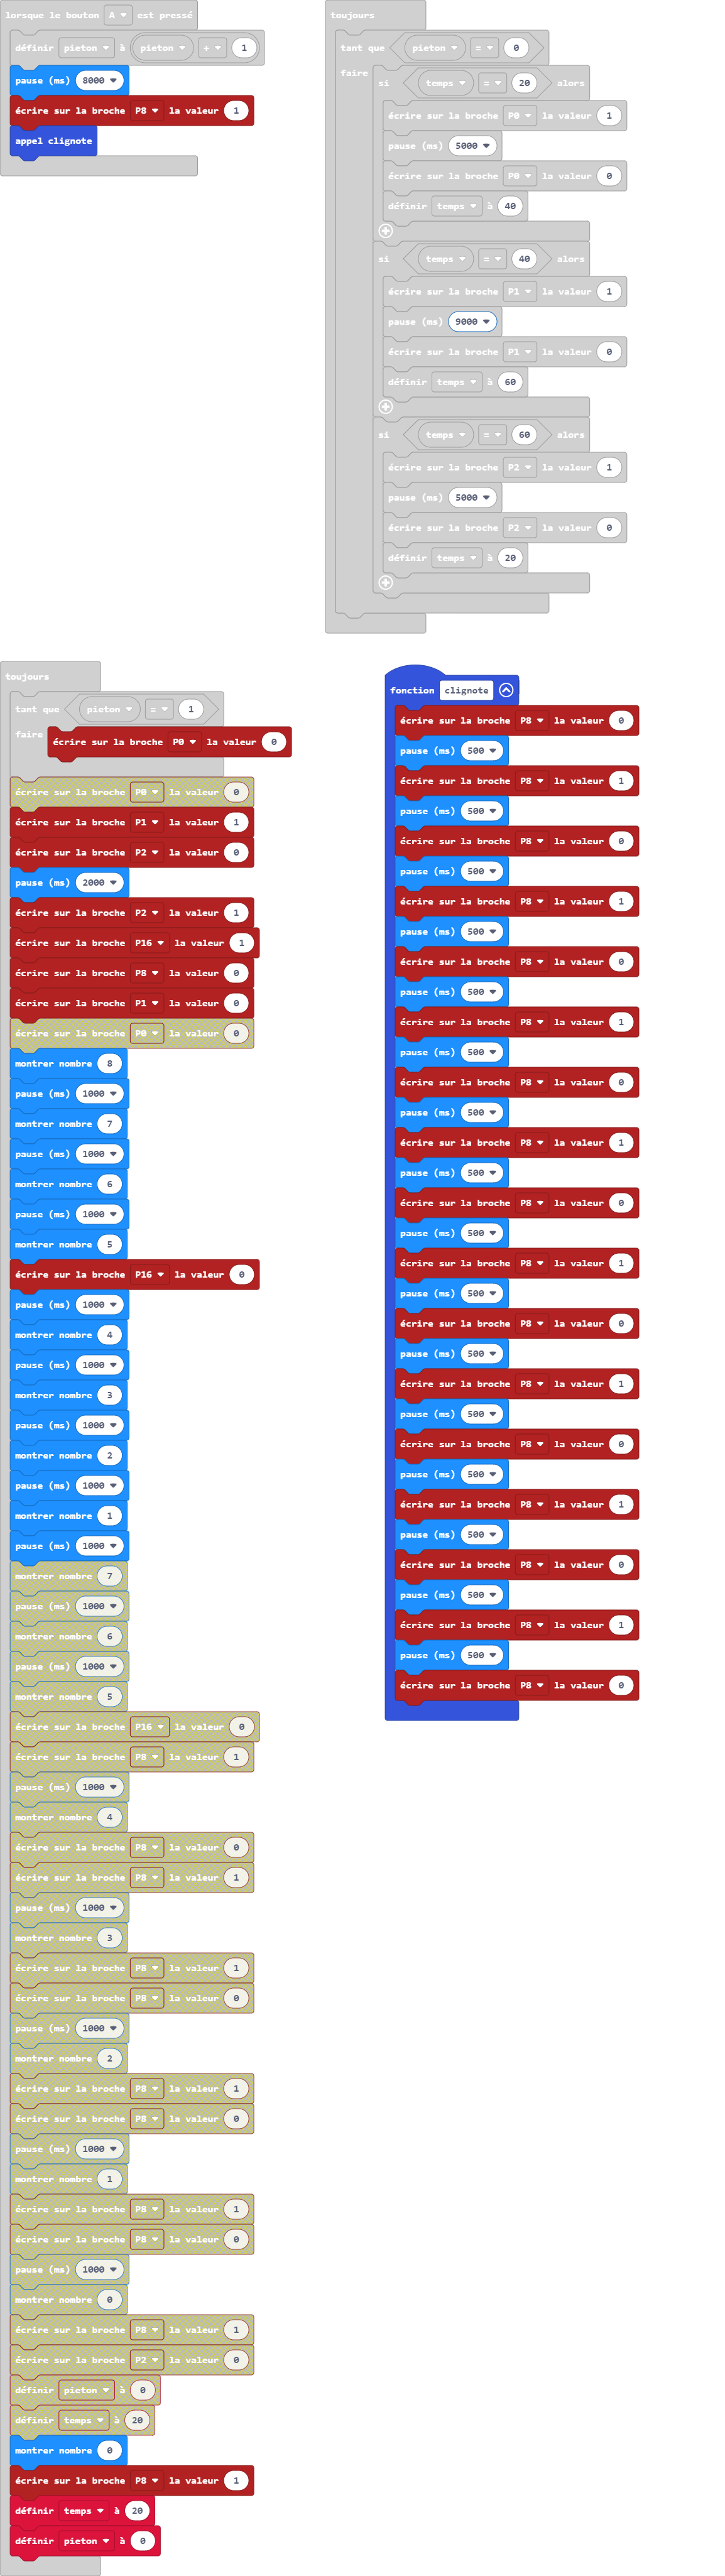 lorsque le bouton A est pressé
définir pieton à pieton + 1
pause (ms) 8000
écrire sur la broche P8 la valeur 1
appel clignote
toujours
tant que pieton = 0
faire
si temps = 20 alors
écrire sur la broche P0 la valeur 1
pause (ms) 5000
écrire sur la broche P0 la valeur 0
définir temps à 40
si temps = 40 alors
écrire sur la broche P1 la valeur 1
pause (ms) 9000
écrire sur la broche P1 la valeur 0
définir temps à 60
si temps = 60 alors
écrire sur la broche P2 la valeur 1
pause (ms) 5000
écrire sur la broche P2 la valeur 0
définir temps à 20
toujours
tant que pieton = 1
faire écrire sur la broche P0 la valeur 0
écrire sur la broche P0 la valeur 0
écrire sur la broche P1 la valeur 1
écrire sur la broche P2 la valeur 0
pause (ms) 2000
écrire sur la broche P2 la valeur 1
écrire sur la broche P16 la valeur 1
écrire sur la broche P8 la valeur 0
écrire sur la broche P1 la valeur 0
écrire sur la broche P0 la valeur 0
montrer nombre 8
pause (ms) 1000
montrer nombre 7
pause (ms) 1000
montrer nombre 6
pause (ms) 1000
montrer nombre 5
écrire sur la broche P16 la valeur 0
pause (ms) 1000
montrer nombre 4
pause (ms) 1000
montrer nombre 3
pause (ms) 1000
montrer nombre 2
pause (ms) 1000
montrer nombre 1
pause (ms) 1000
montrer nombre 7
pause (ms) 1000
montrer nombre 6
pause (ms) 1000
montrer nombre 5
écrire sur la broche P16 la valeur 0
écrire sur la broche P8 la valeur 1
pause (ms) 1000
montrer nombre 4
écrire sur la broche P8 la valeur 0
écrire sur la broche P8 la valeur 1
pause (ms) 1000
montrer nombre 3
écrire sur la broche P8 la valeur 1
écrire sur la broche P8 la valeur 0
pause (ms) 1000
montrer nombre 2
écrire sur la broche P8 la valeur 1
écrire sur la broche P8 la valeur 0
pause (ms) 1000
montrer nombre 1
écrire sur la broche P8 la valeur 1
écrire sur la broche P8 la valeur 0
pause (ms) 1000
montrer nombre 0
écrire sur la broche P8 la valeur 1
écrire sur la broche P2 la valeur 0
définir pieton à 0
définir temps à 20
montrer nombre 0
écrire sur la broche P8 la valeur 1
définir temps à 20
définir pieton à 0
fonction clignote
écrire sur la broche P8 la valeur 0
pause (ms) 500
écrire sur la broche P8 la valeur 1
pause (ms) 500
écrire sur la broche P8 la valeur 0
pause (ms) 500
écrire sur la broche P8 la valeur 1
pause (ms) 500
écrire sur la broche P8 la valeur 0
pause (ms) 500
écrire sur la broche P8 la valeur 1
pause (ms) 500
écrire sur la broche P8 la valeur 0
pause (ms) 500
écrire sur la broche P8 la valeur 1
pause (ms) 500
écrire sur la broche P8 la valeur 0
pause (ms) 500
écrire sur la broche P8 la valeur 1
pause (ms) 500
écrire sur la broche P8 la valeur 0
pause (ms) 500
écrire sur la broche P8 la valeur 1
pause (ms) 500
écrire sur la broche P8 la valeur 0
pause (ms) 500
écrire sur la broche P8 la valeur 1
pause (ms) 500
écrire sur la broche P8 la valeur 0
pause (ms) 500
écrire sur la broche P8 la valeur 1
pause (ms) 500
écrire sur la broche P8 la valeur 0